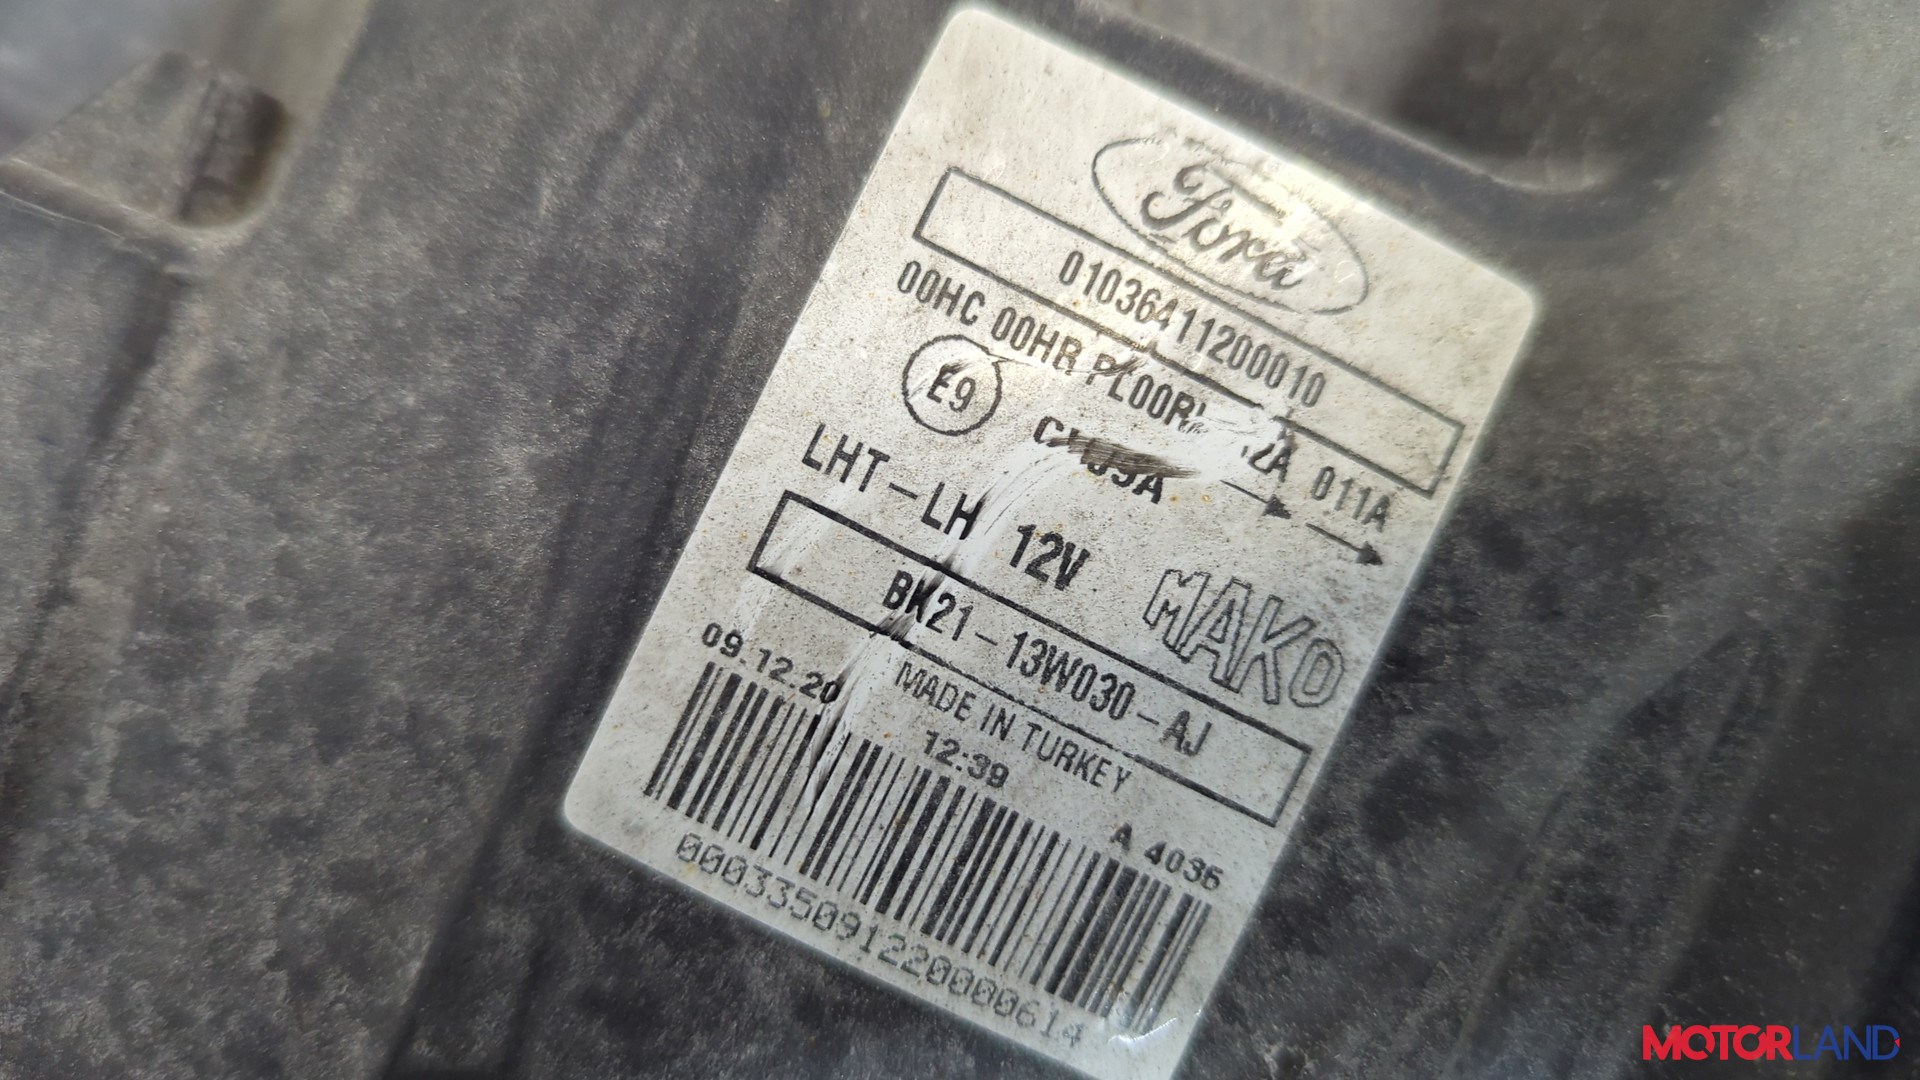 Ford
01036411200010
00HC 00HR 011A
E9
LHT-LH 12V
MAKO
BK21-13W030-AJ
MADE IN TURKEY
09.12.20 12:39 A 4036
000335091220000614
MOTORLAND